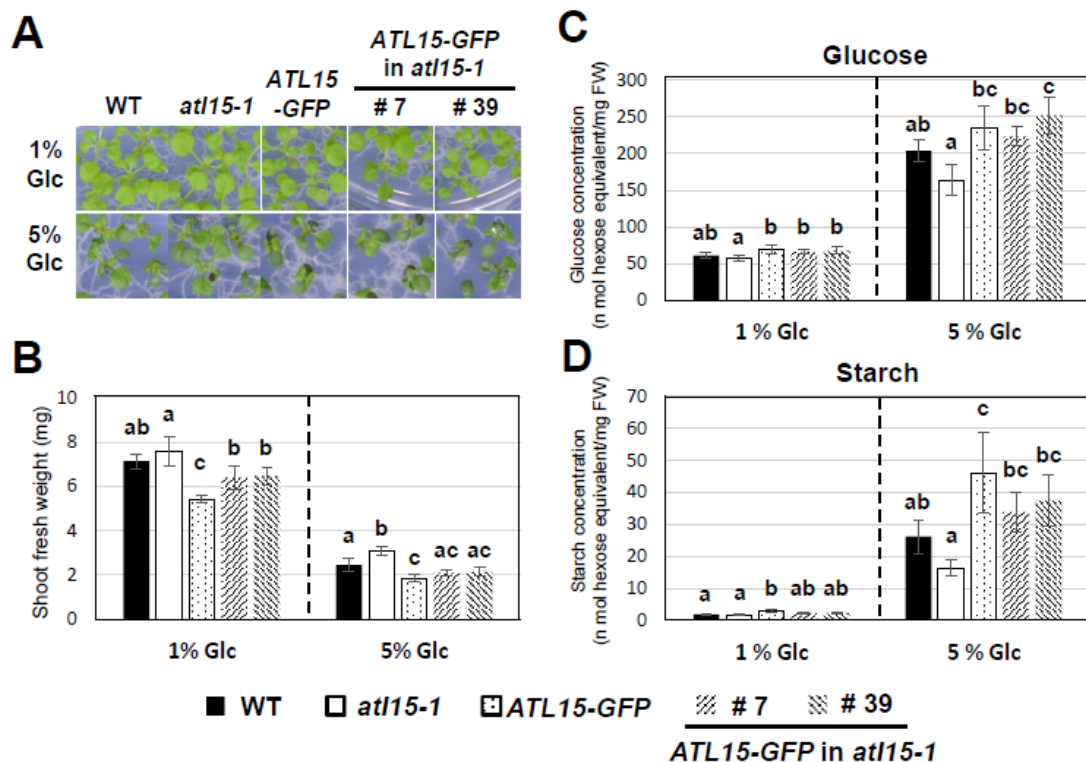 A
WT
atl15-1
ATL15
-GFP
ATL15-GFP
in atl15-1
# 7
# 39
1%
Glc
5%
Glc
B
Shoot fresh weight (mg)
10
8
6
4
2
0
ab
a
c
b
b
a
b
c
ac
ac
1% Glc
5% Glc
C
Glucose
Glucose concentration
(n mol hexose equivalent/mg FW)
300
250
200
150
100
50
0
ab
a
b
b
b
ab
a
bc
bc
c
1 % Glc
5 % Glc
D
Starch
Starch concentration
(n mol hexose equivalent/mg FW)
70
60
50
40
30
20
10
0
a
a
b
ab
ab
ab
a
c
bc
bc
1 % Glc
5 % Glc
WT
atl15-1
ATL15-GFP
# 7
# 39
ATL15-GFP in atl15-1